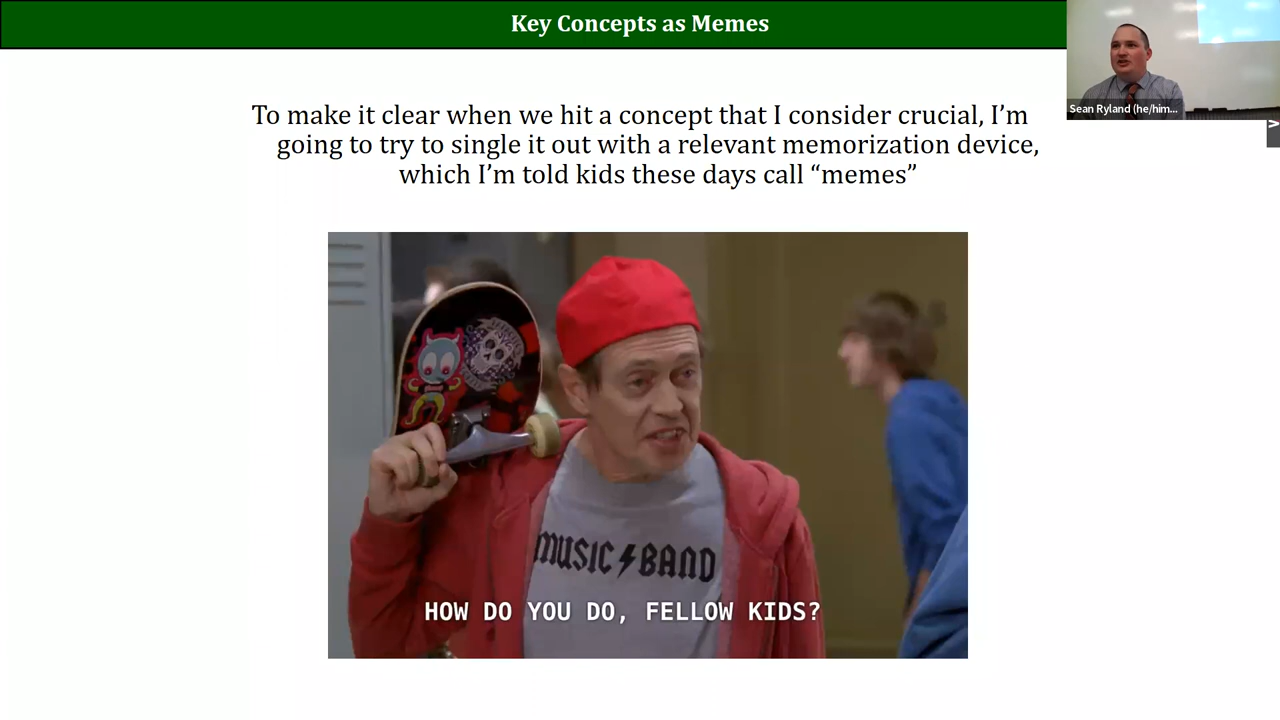 Key Concepts as Memes
Sean Ryland (he/him...
To make it clear when we hit a concept that I consider crucial, I’m
going to try to single it out with a relevant memorization device,
which I’m told kids these days call “memes”
MUSIC BAND
HOW DO YOU DO, FELLOW KIDS?